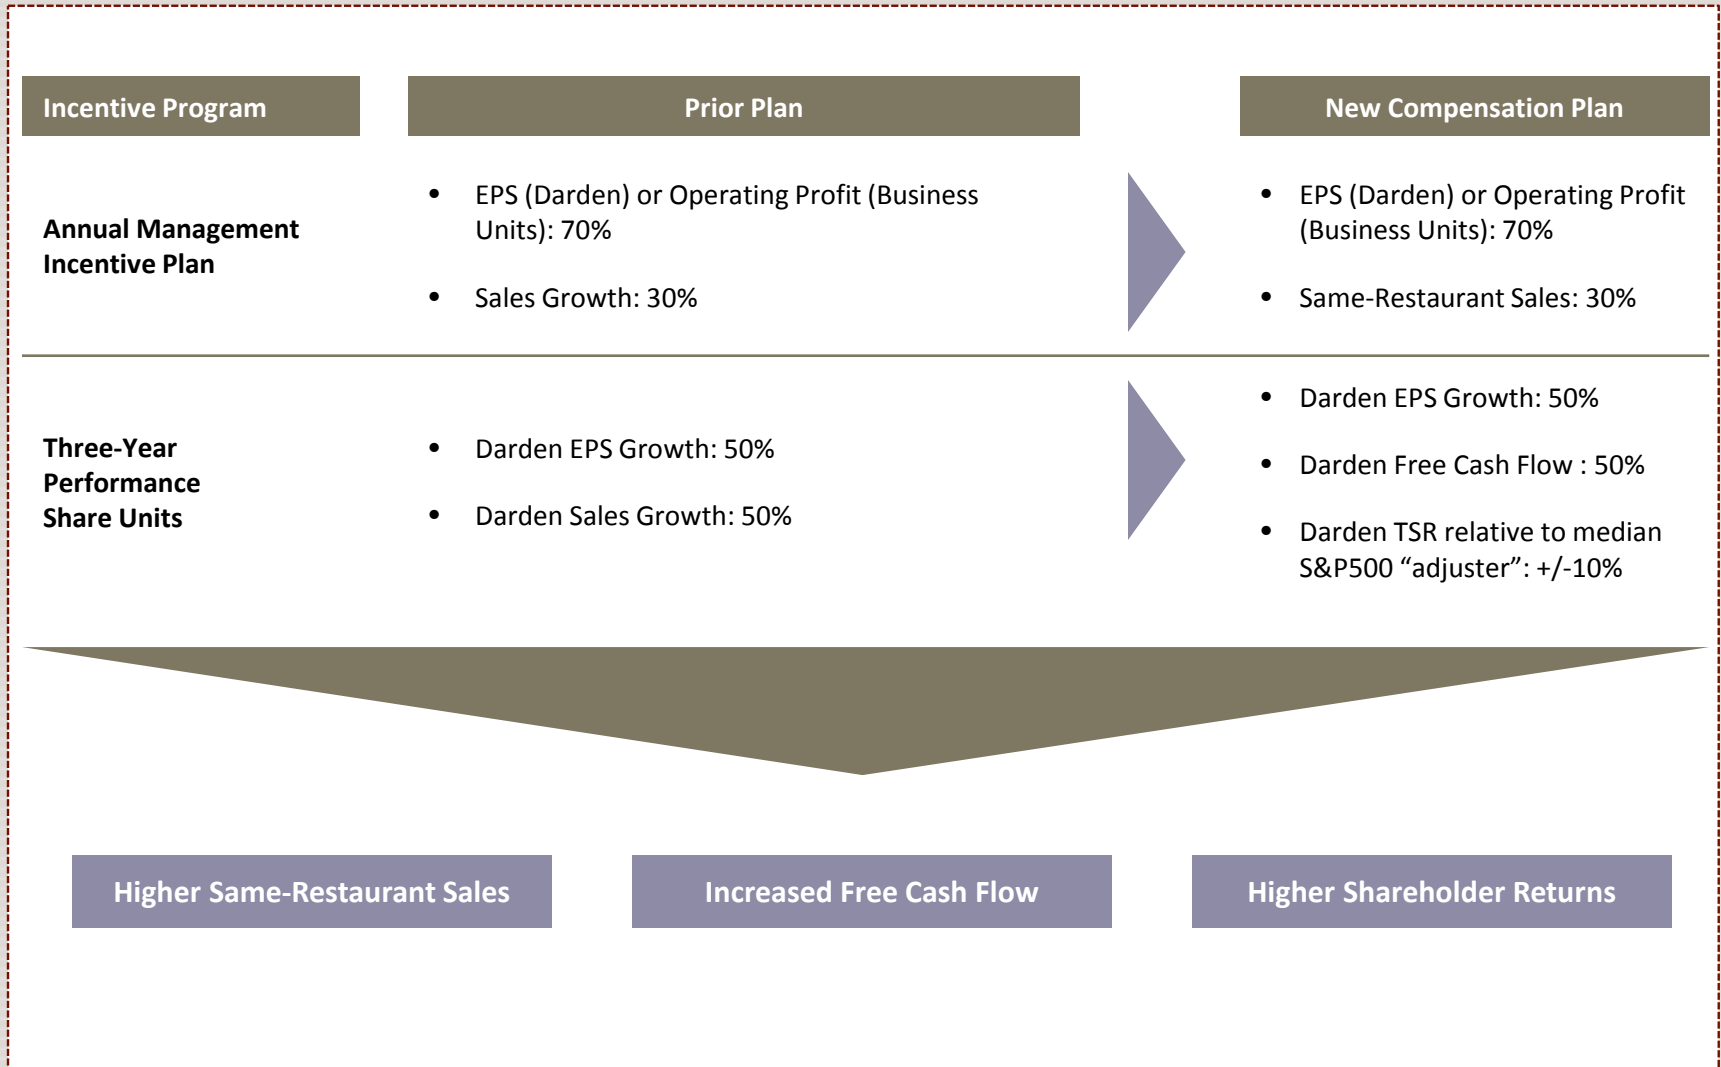 Incentive Program
Prior Plan
New Compensation Plan
Annual Management
Incentive Plan
• EPS (Darden) or Operating Profit (Business
Units): 70%
• Sales Growth: 30%
• EPS (Darden) or Operating Profit
(Business Units): 70%
• Same-Restaurant Sales: 30%
Three-Year
Performance
Share Units
• Darden EPS Growth: 50%
• Darden Sales Growth: 50%
• Darden EPS Growth: 50%
• Darden Free Cash Flow : 50%
• Darden TSR relative to median
S&P500 “adjuster”: +/-10%
Higher Same-Restaurant Sales
Increased Free Cash Flow
Higher Shareholder Returns